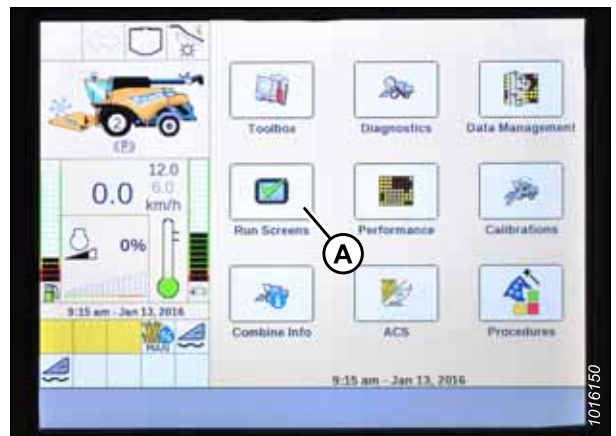 2
(P)
12.0
6.0
0.0 km/h
0%
9:15 am - Jan 13, 2016
MAN
Toolbox
Diagnostics
Data Management
Run Screens
Performance
Calibrations
A
Combine Info
ACS
Procedures
9:15 am - Jan 13, 2016
1016150